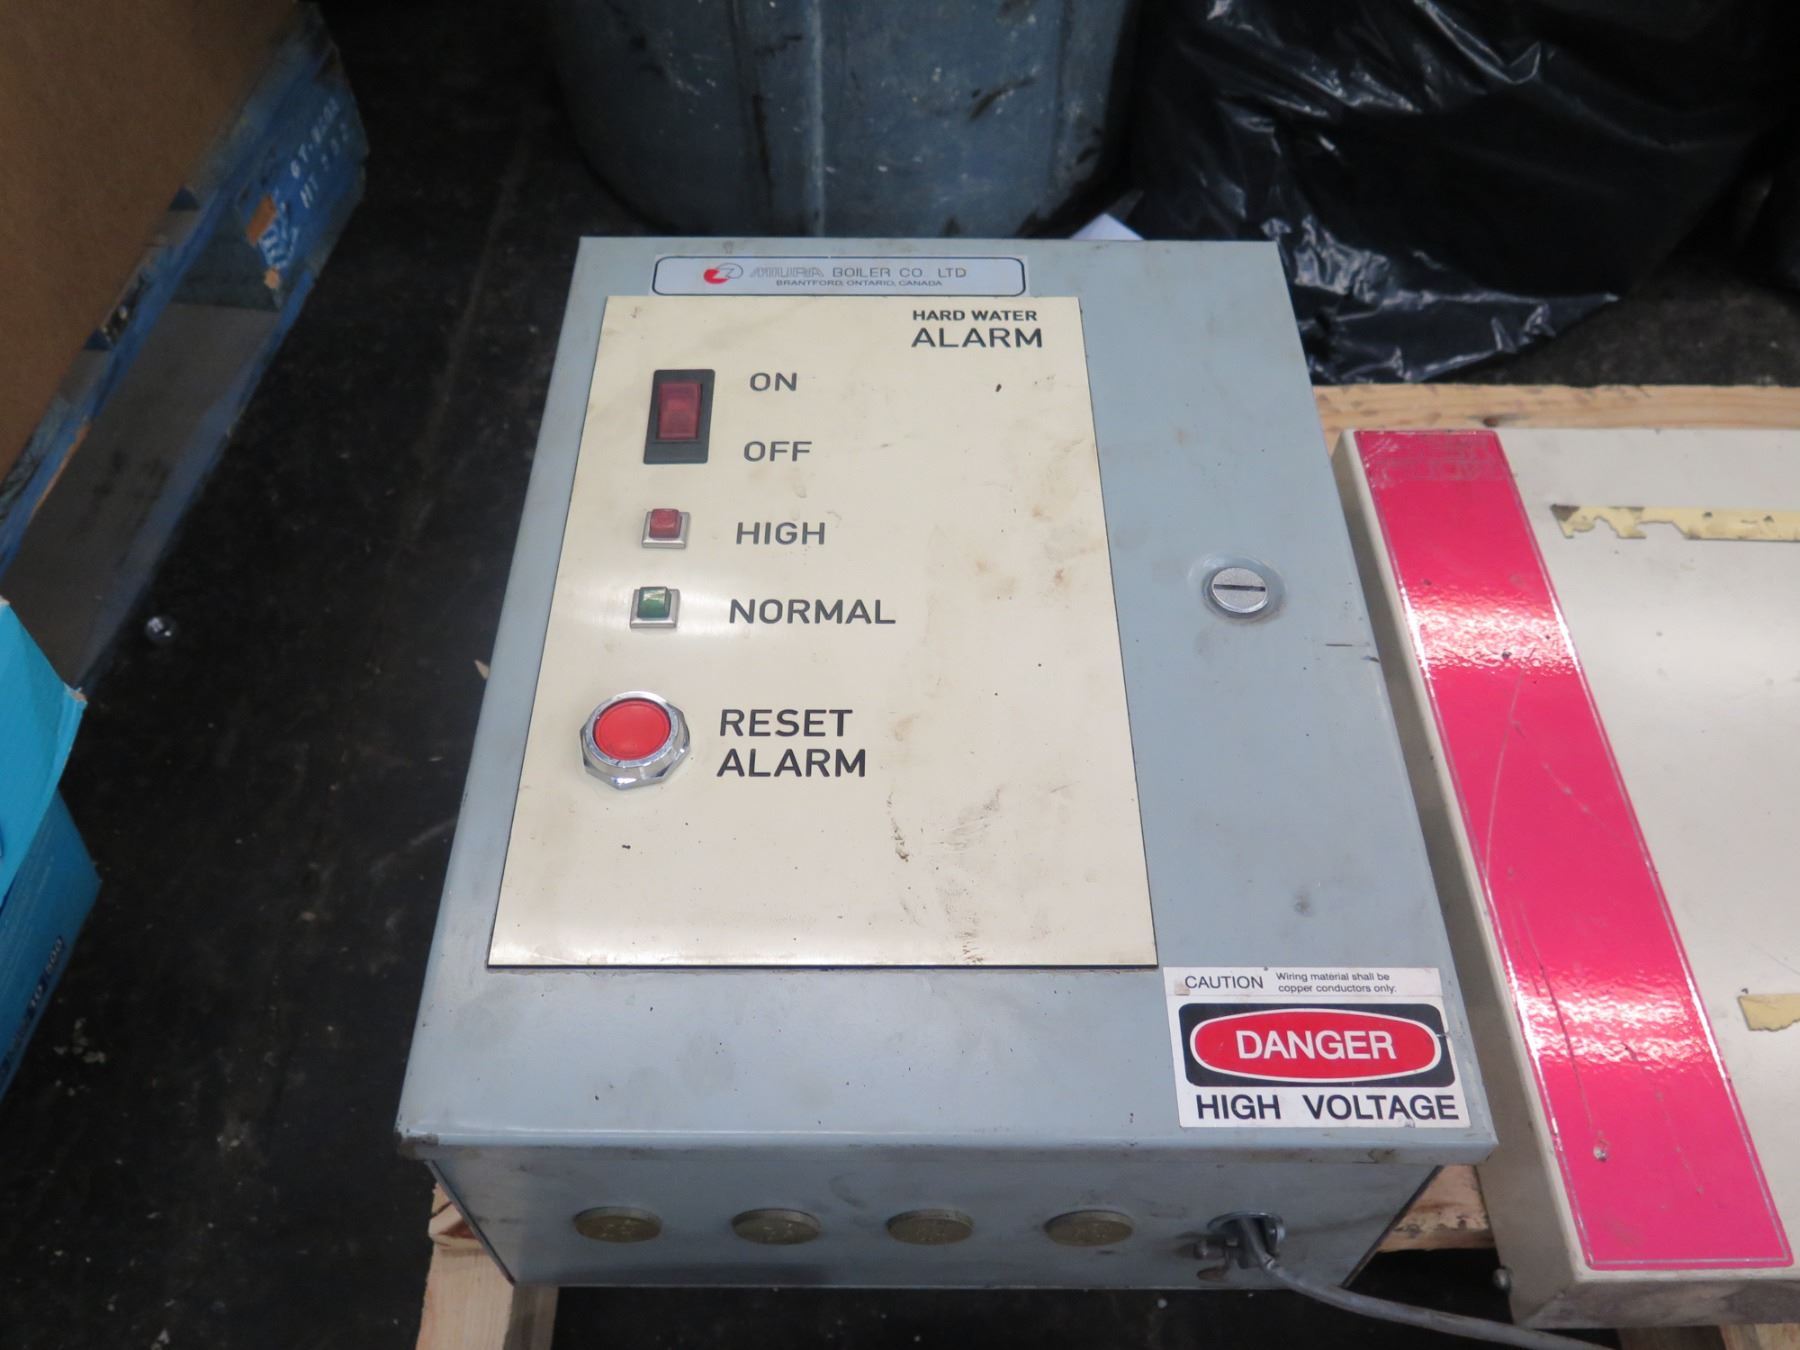 MIURA BOILER CO., LTD
BRANTFORD, ONTARIO, CANADA
HARD WATER
ALARM
ON
OFF
HIGH
NORMAL
RESET
ALARM
CAUTION Wiring material shall be
copper conductors only.
DANGER
HIGH VOLTAGE